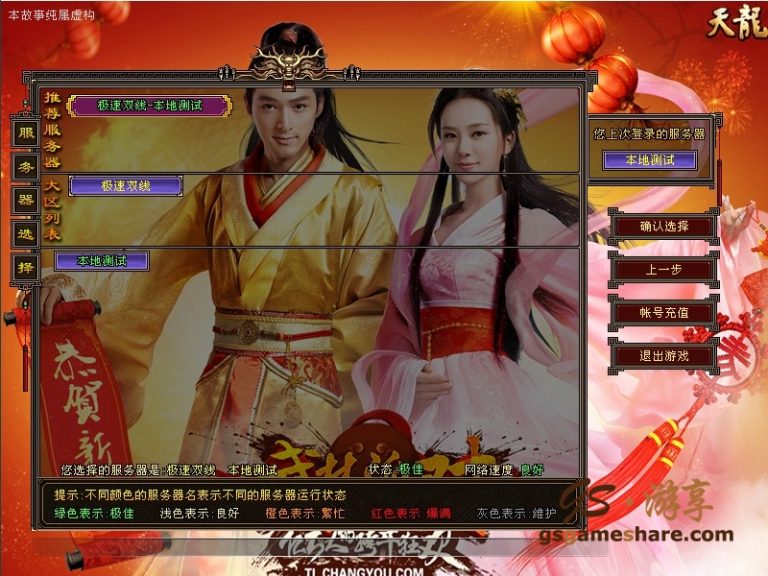 本故事纯属虚构
天龍
推荐服务器
极速双线-本地测试
服务器选择
大区列表
极速双线
本地测试
您上次登录的服务器
本地测试
确认选择
上一步
帐号充值
退出游戏
恭贺新
您选择的服务器是:极速双线 本地测试 状态 极佳 网络速度 良好
提示:不同颜色的服务器名表示不同的服务器运行状态
绿色表示:极佳 浅色表示:良好 橙色表示:繁忙 红色表示 爆满 灰色表示:维护
GS·游享
gsgameshare.com
TL.CHANGYOU.COM